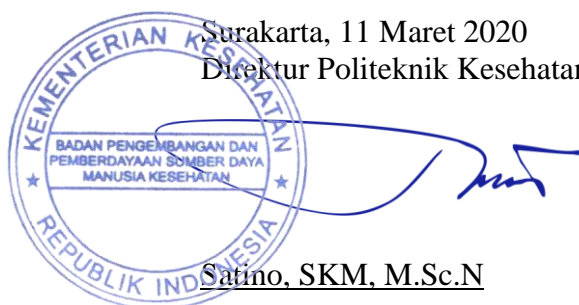 Surakarta, 11 Maret 2020
Direktur Politeknik Kesehatan
KEMENTERIAN KESEHATAN
BADAN PENGEMBANGAN DAN
PEMBERDAYAAN SUMBER DAYA
MANUSIA KESEHATAN
REPUBLIK INDONESIA
Satino, SKM, M.Sc.N